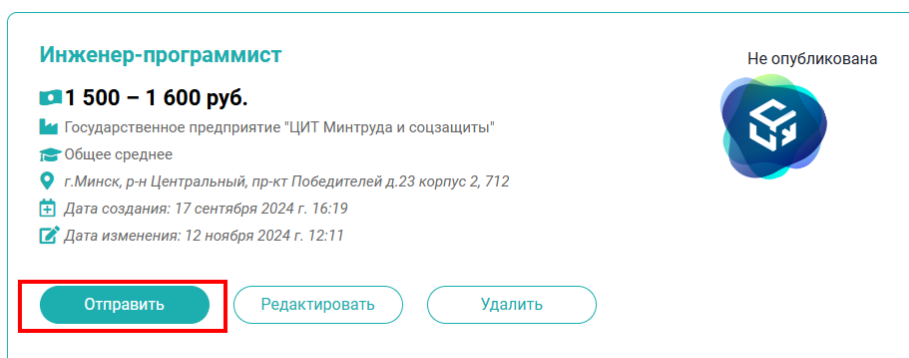 Инженер-программист
Не опубликована
1 500 – 1 600 руб.
Государственное предприятие "ЦИТ Минтруда и соцзащиты"
Общее среднее
г.Минск, р-н Центральный, пр-кт Победителей д.23 корпус 2, 712
Дата создания: 17 сентября 2024 г. 16:19
Дата изменения: 12 ноября 2024 г. 12:11
Отправить Редактировать Удалить